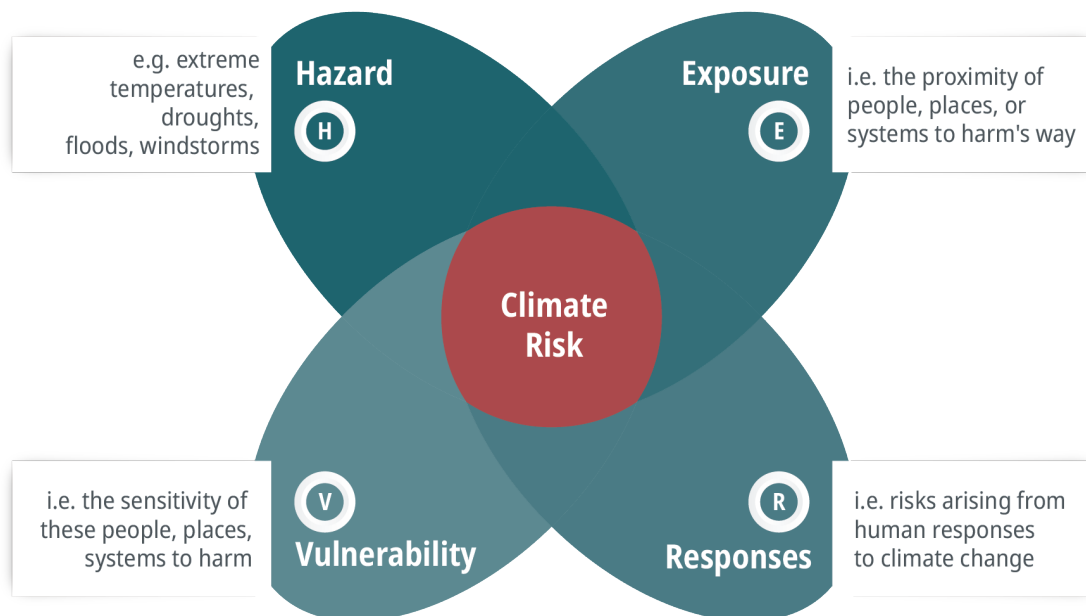 e.g. extreme
temperatures,
droughts,
floods, windstorms
Hazard
H
Exposure
E
i.e. the proximity of
people, places, or
systems to harm's way
Climate
Risk
i.e. the sensitivity of
these people, places,
systems to harm
V
Vulnerability
R
Responses
i.e. risks arising from
human responses
to climate change